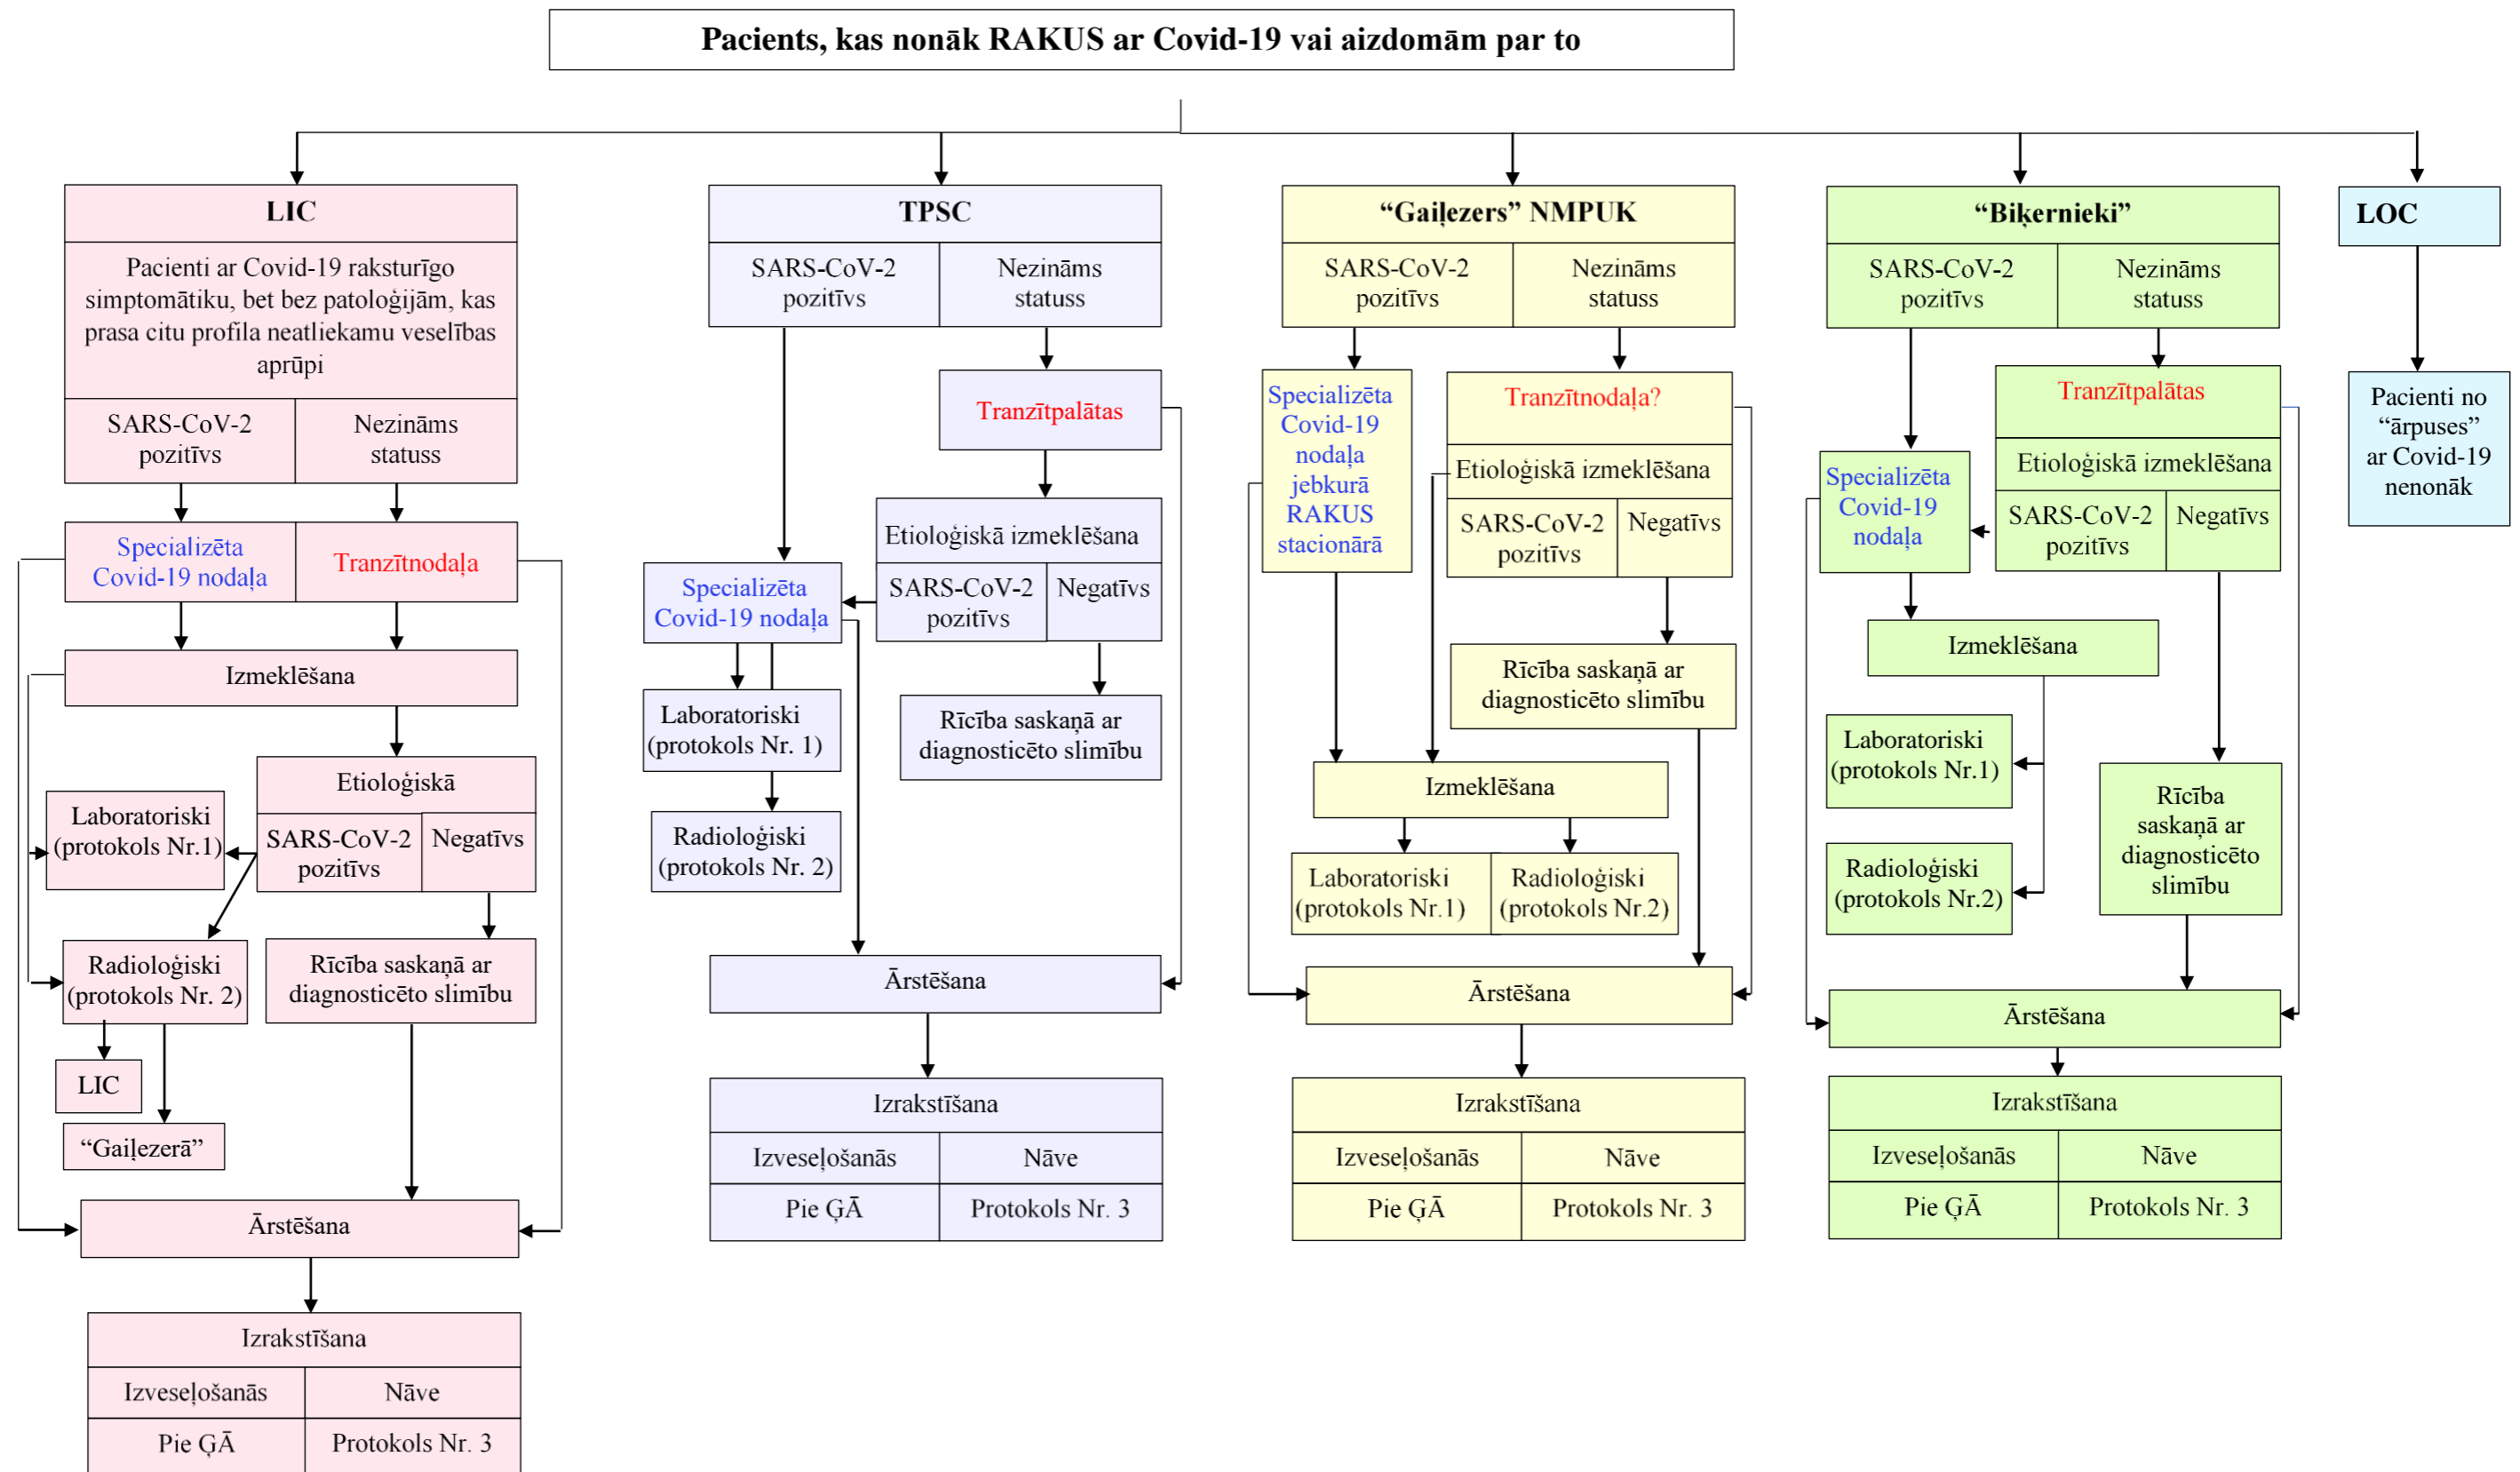 Pacients, kas nonāk RAKUS ar Covid-19 vai aizdomām par to
LIC
Pacienti ar Covid-19 raksturīgo
simptomātiku, bet bez patoloģijām, kas
prasa citu profila neatliekamu veselības
aprūpi
SARS-CoV-2
pozitīvs
Nezināms
statuss
Specializēta
Covid-19 nodaļa
Tranzītnodaļa
Izmeklēšana
Etioloģiskā
SARS-CoV-2
pozitīvs
Negatīvs
Laboratoriski
(protokols Nr.1)
Radioloģiski
(protokols Nr. 2)
Rīcība saskaņā ar
diagnosticēto slimību
LIC
“Gaiļezerā”
Ārstēšana
Izrakstīšana
Izveseļošanās
Nāve
Pie ĢĀ
Protokols Nr. 3
TPSC
SARS-CoV-2
pozitīvs
Nezināms
statuss
Tranzītpalātas
Etioloģiskā izmeklēšana
SARS-CoV-2
pozitīvs
Negatīvs
Specializēta
Covid-19 nodaļa
Laboratoriski
(protokols Nr. 1)
Rīcība saskaņā ar
diagnosticēto slimību
Radioloģiski
(protokols Nr. 2)
Ārstēšana
Izrakstīšana
Izveseļošanās
Nāve
Pie ĢĀ
Protokols Nr. 3
“Gaiļezers” NMPUK
SARS-CoV-2
pozitīvs
Nezināms
statuss
Specializēta
Covid-19
nodaļa
jebkurā
RAKUS
stacionārā
Tranzītnodaļa?
Etioloģiskā izmeklēšana
SARS-CoV-2
pozitīvs
Negatīvs
Rīcība saskaņā ar
diagnosticēto slimību
Izmeklēšana
Laboratoriski
(protokols Nr.1)
Radioloģiski
(protokols Nr.2)
Ārstēšana
Izrakstīšana
Izveseļošanās
Nāve
Pie ĢĀ
Protokols Nr. 3
“Biķernieki”
SARS-CoV-2
pozitīvs
Nezināms
statuss
Tranzītpalātas
Etioloģiskā izmeklēšana
SARS-CoV-2
pozitīvs
Negatīvs
Specializēta
Covid-19
nodaļa
Izmeklēšana
Laboratoriski
(protokols Nr.1)
Radioloģiski
(protokols Nr.2)
Rīcība
saskaņā ar
diagnosticēto
slimību
Ārstēšana
Izrakstīšana
Izveseļošanās
Nāve
Pie ĢĀ
Protokols Nr. 3
LOC
Pacienti no
“ārpuses”
ar Covid-19
nenonāk